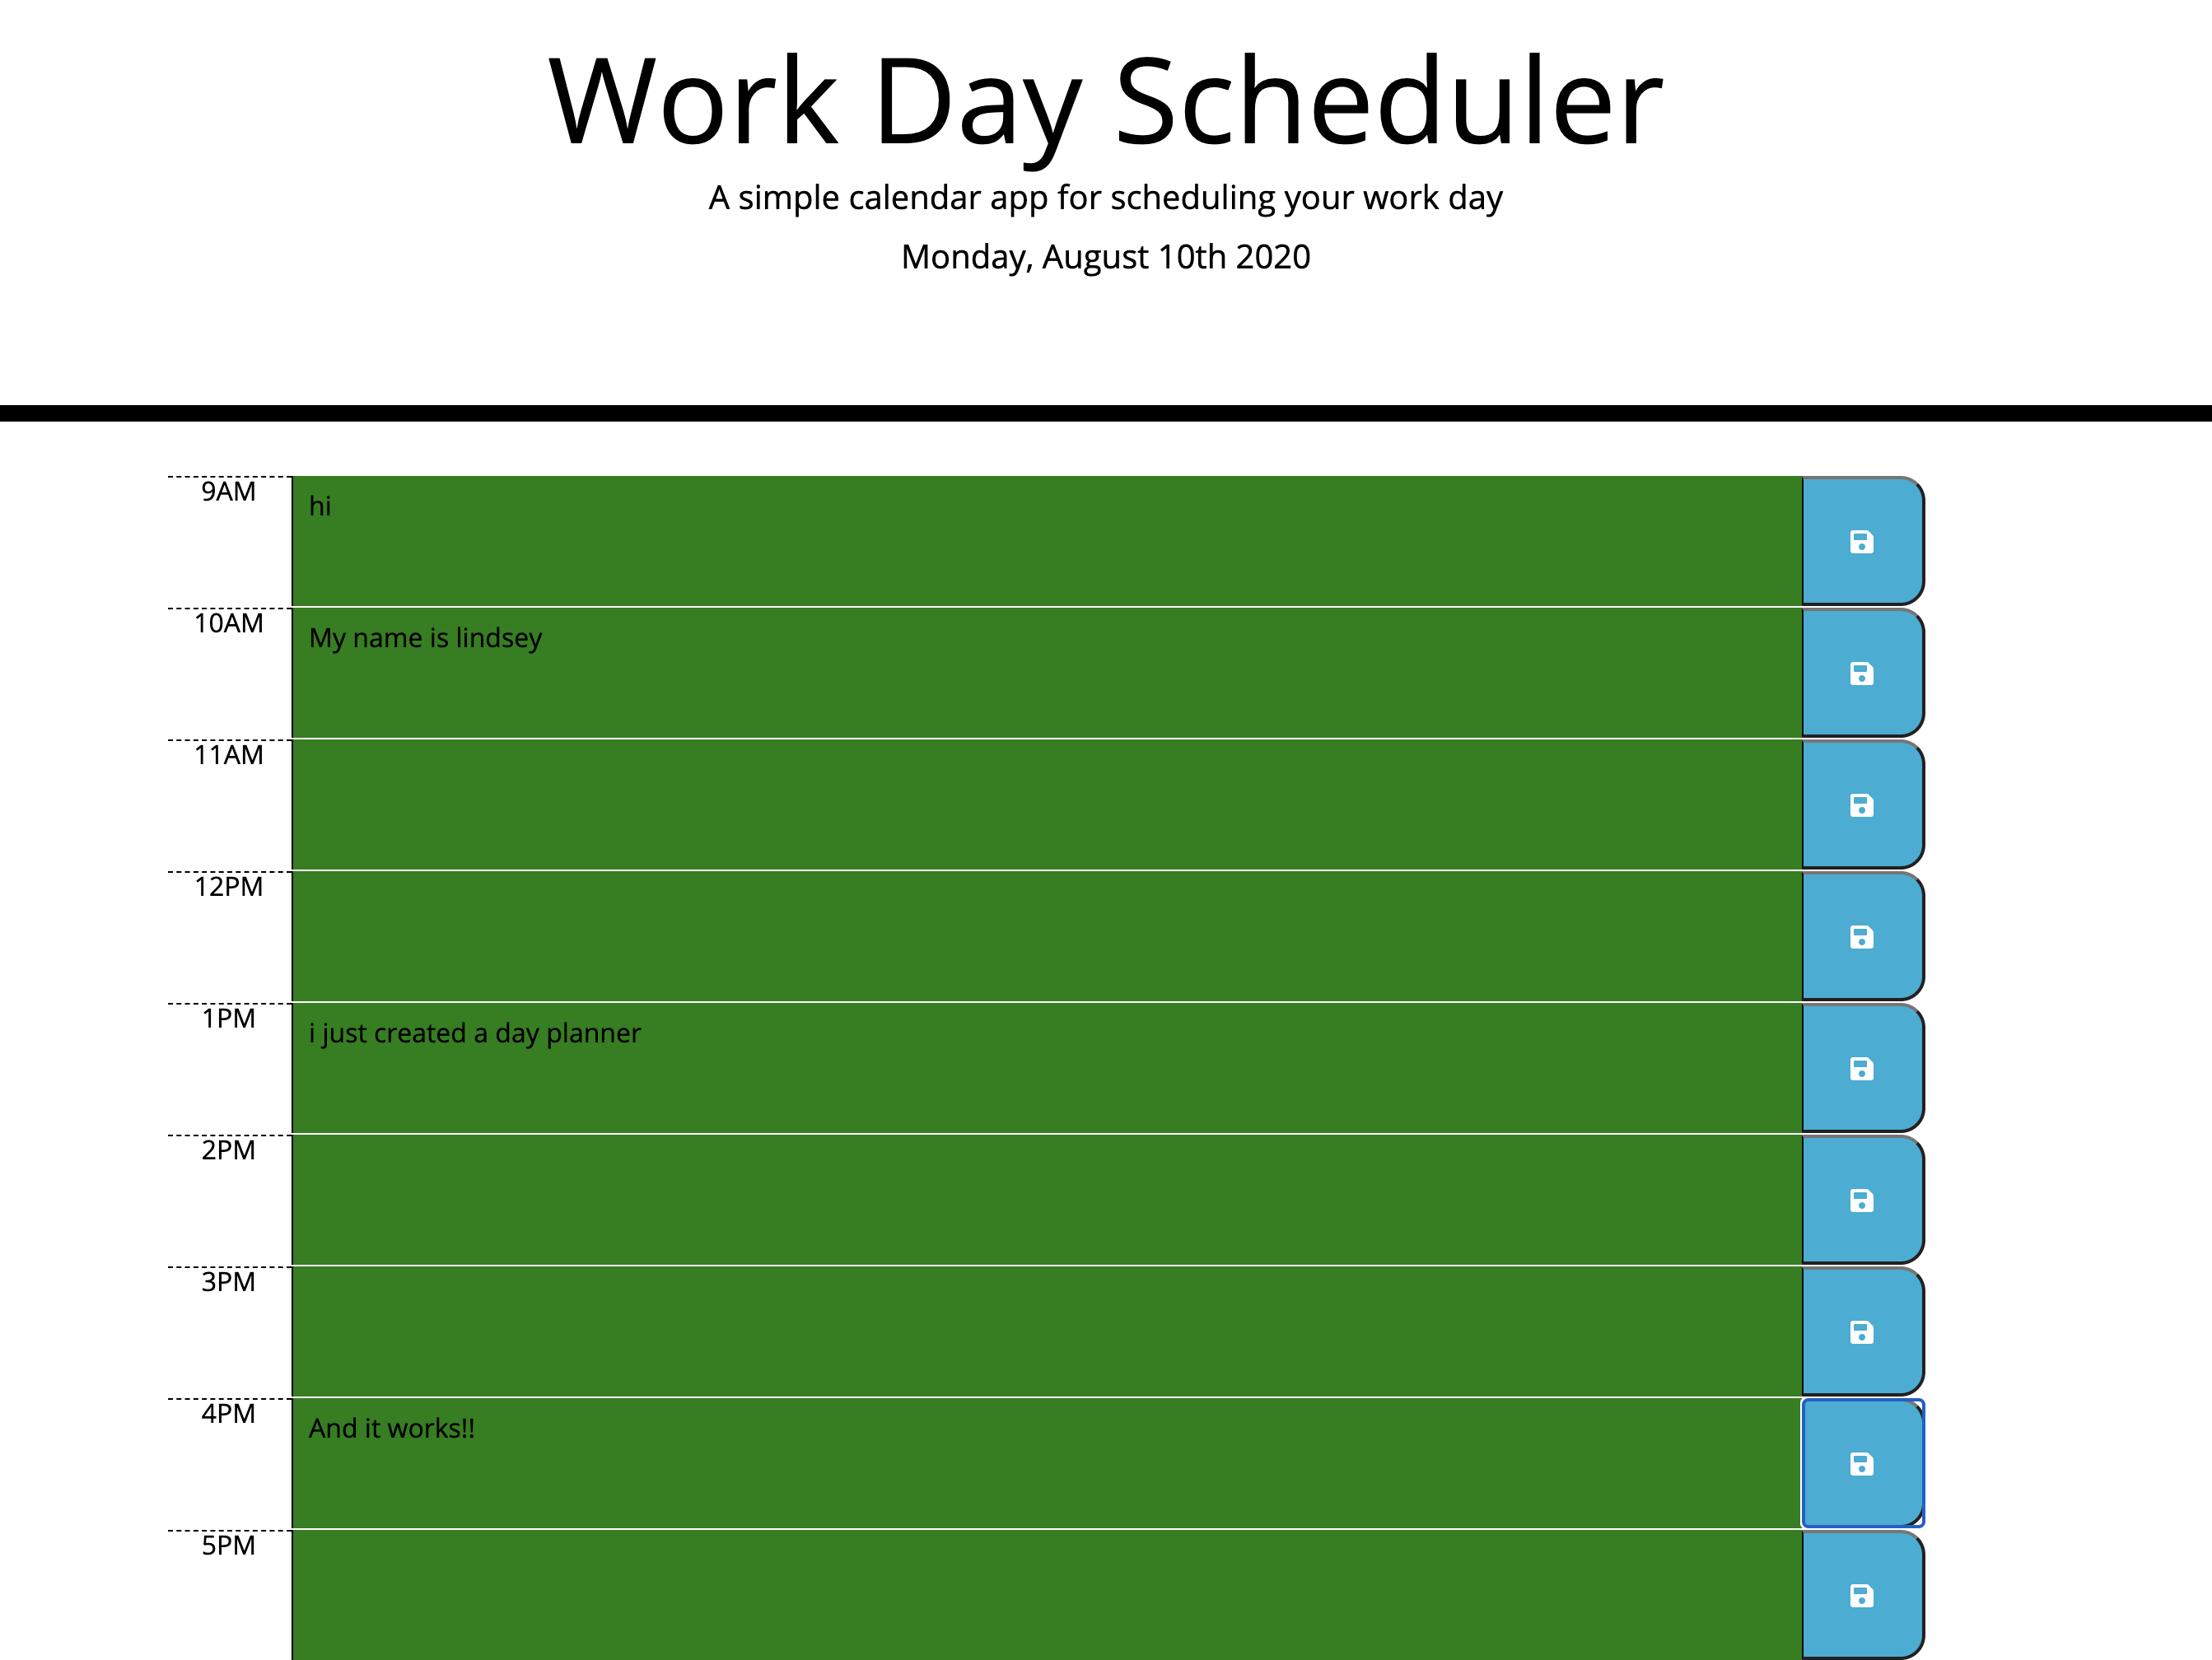 Work Day Scheduler
A simple calendar app for scheduling your work day
Monday, August 10th 2020
9AM
hi
10AM
My name is lindsey
11AM
12PM
1PM
i just created a day planner
2PM
3PM
4PM
And it works!!
5PM